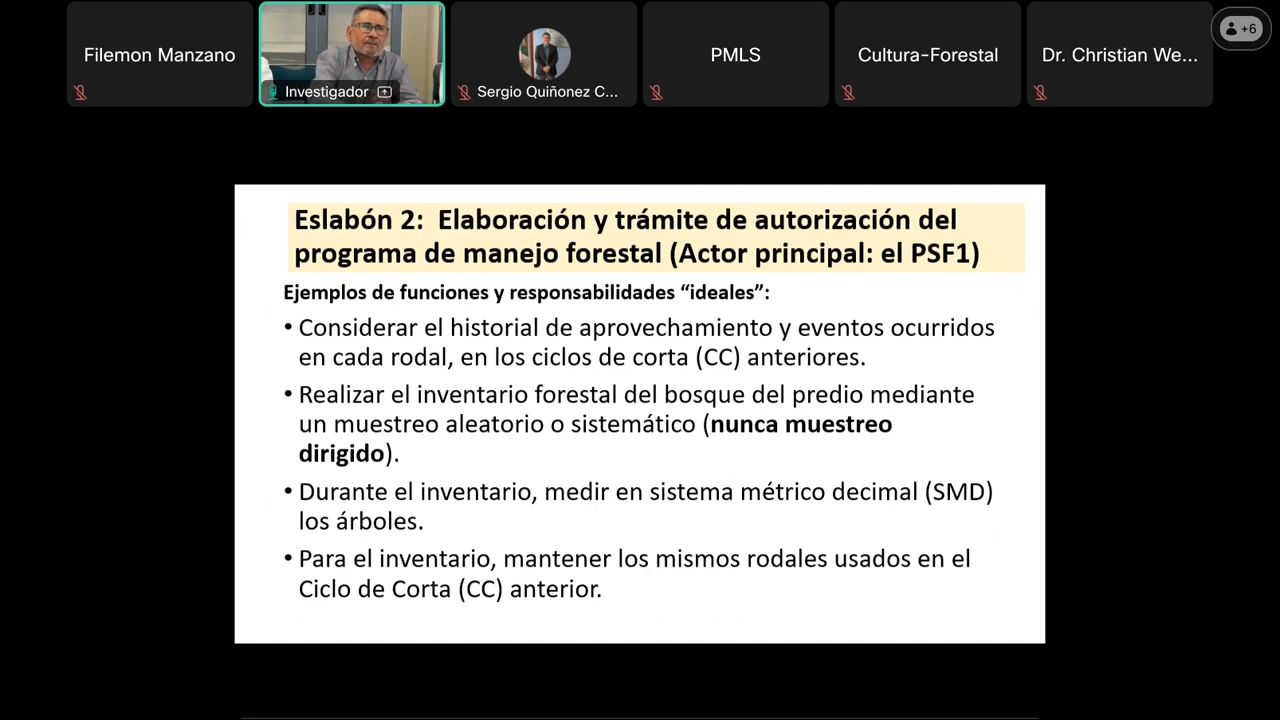 Filemon Manzano
Investigador
Sergio Quiñonez C...
PMLS
Cultura-Forestal
Dr. Christian We...
+6
Eslabón 2: Elaboración y trámite de autorización del
programa de manejo forestal (Actor principal: el PSF1)
Ejemplos de funciones y responsabilidades “ideales”:
• Considerar el historial de aprovechamiento y eventos ocurridos
en cada rodal, en los ciclos de corta (CC) anteriores.
• Realizar el inventario forestal del bosque del predio mediante
un muestreo aleatorio o sistemático (nunca muestreo
dirigido).
• Durante el inventario, medir en sistema métrico decimal (SMD)
los árboles.
• Para el inventario, mantener los mismos rodales usados en el
Ciclo de Corta (CC) anterior.